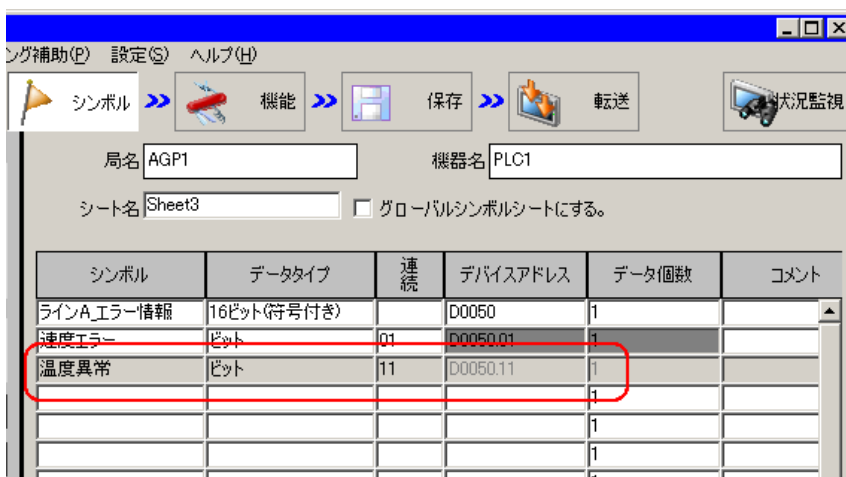 ング補助(P) 設定(S) ヘルプ(H)
シンボル 機能 保存 転送 状況監視
局名 AGP1 機器名 PLC1
シート名 Sheet3 グローバルシンボルシートにする。
シンボル データタイプ 連続 デバイスアドレス データ個数 コメント
ラインA_エラー情報 16ビット(符号付き) D0050 1
速度エラー ビット 01 D0050.01 1
温度異常 ビット 11 D0050.11 1
1
1
1